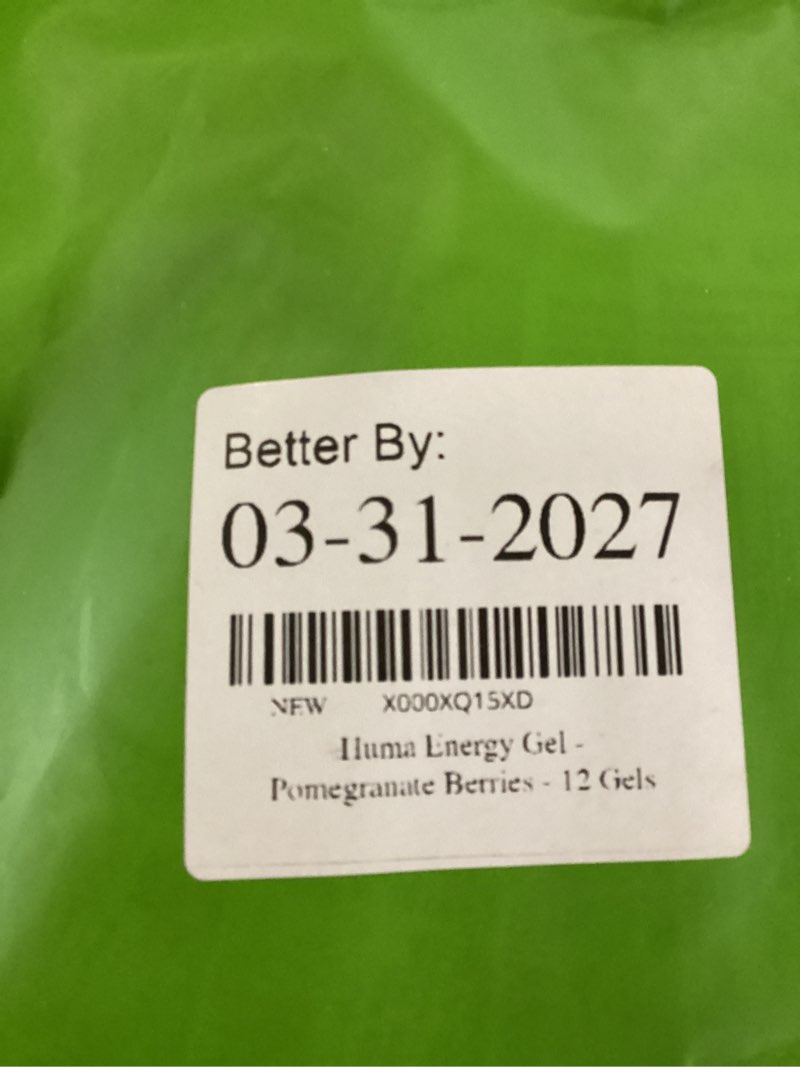 Better By:
03-31-2027
NEW X000XQ15XD
Huma Energy Gel -
Pomegranate Berries - 12 Gels